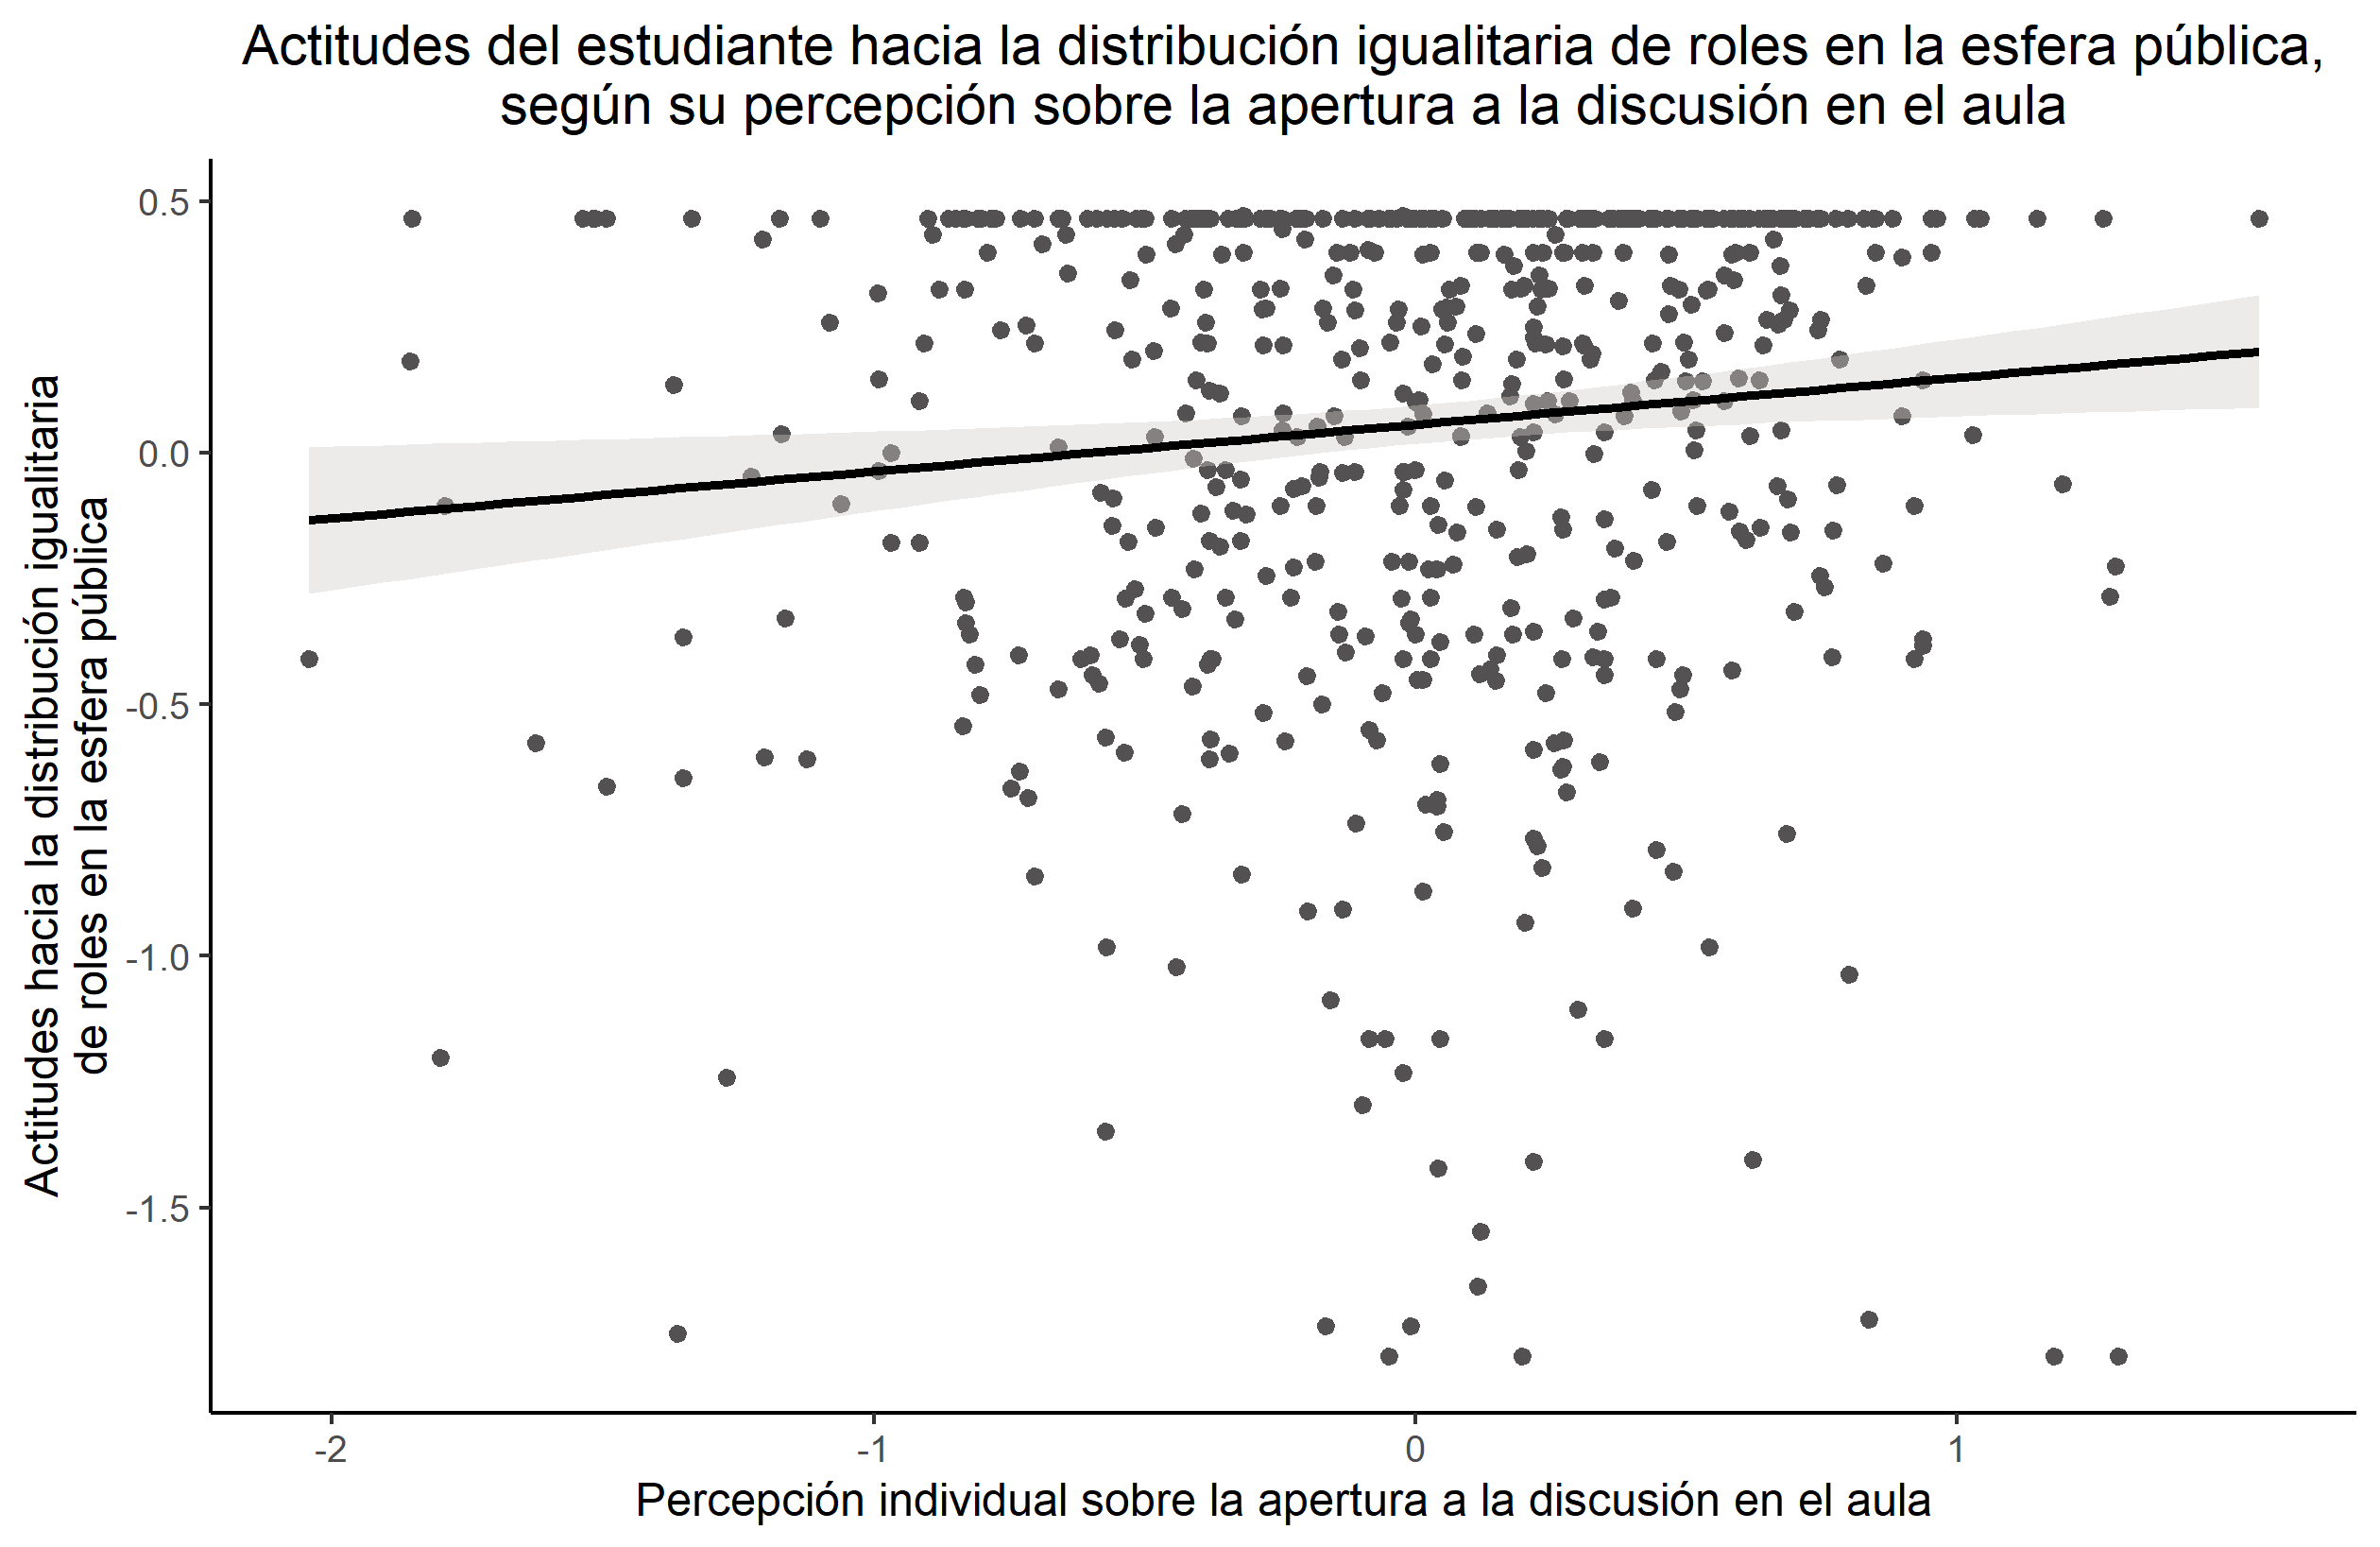 Actitudes del estudiante hacia la distribución igualitaria de roles en la esfera pública,
según su percepción sobre la apertura a la discusión en el aula
Actitudes hacia la distribución igualitaria
de roles en la esfera pública
0.5
0.0
-0.5
-1.0
-1.5
-2
-1
0
1
Percepción individual sobre la apertura a la discusión en el aula